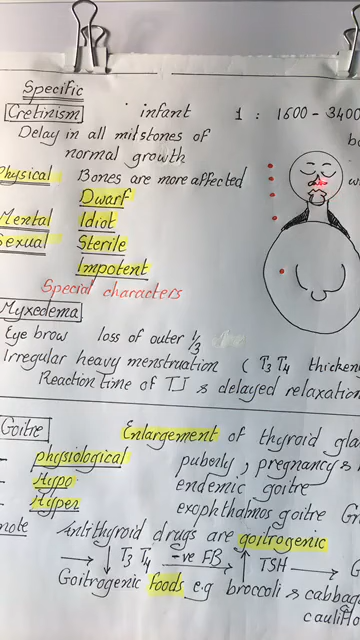 Specific
Cretinism infant 1 : 1600 - 3400
Delay in all milstones of
normal growth
Physical Bones are more affected
Dwarf
Mental Idiot
Sexual Sterile
Impotent
Special characters
Myxedema
Eye brow loss of outer 1/3
Irregular heavy menstruation ( T3 T4 thicken
Reaction time of TJ & delayed relaxation
Goitre Enlargement of thyroid gla
- physiological puberty, pregnancy &
- Hypo endemic goitre
- Hyper exophthalmos goitre Gr
note Antithyroid drugs are goitrogenic
→ ↓ T3 T4 -ve FB → ↑ TSH → G
Goitrogenic foods e.g broccoli & cabbag
cauliflo